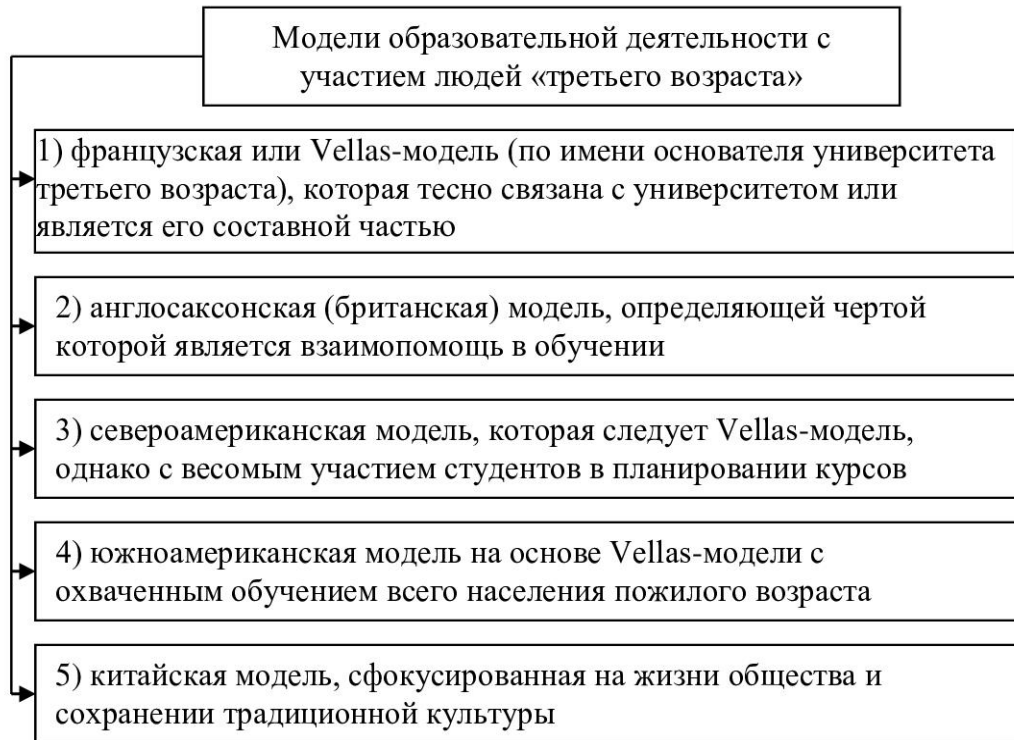 Модели образовательной деятельности с
участием людей «третьего возраста»
1) французская или Vellas-модель (по имени основателя университета
третьего возраста), которая тесно связана с университетом или
является его составной частью
2) англосаксонская (британская) модель, определяющей чертой
которой является взаимопомощь в обучении
3) североамериканская модель, которая следует Vellas-модель,
однако с весомым участием студентов в планировании курсов
4) южноамериканская модель на основе Vellas-модели с
охваченным обучением всего населения пожилого возраста
5) китайская модель, сфокусированная на жизни общества и
сохранении традиционной культуры